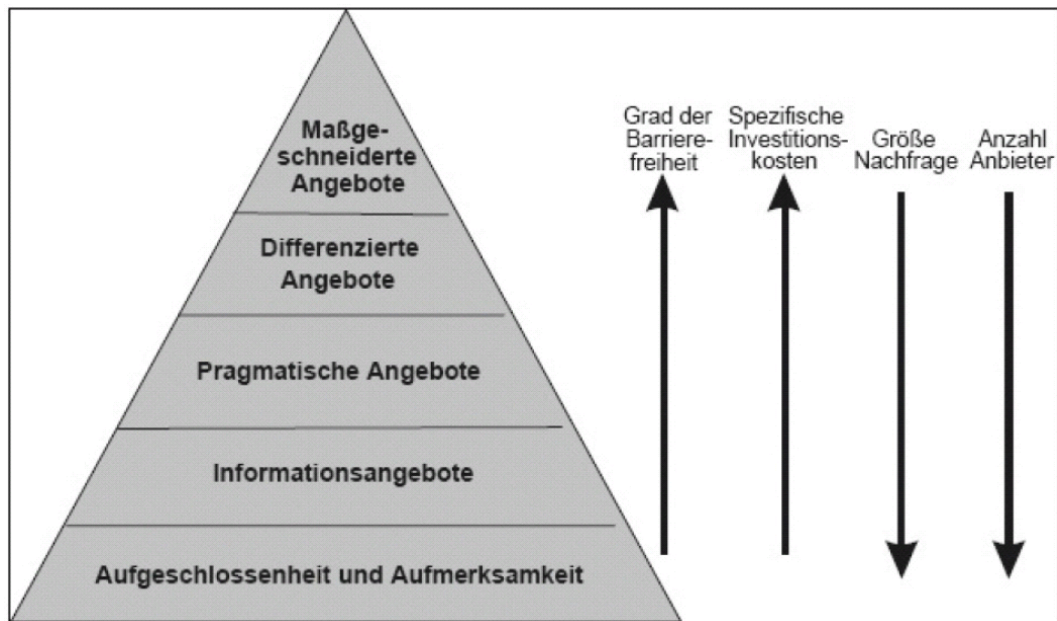 Maßge-
schneiderte
Angebote
Differenzierte
Angebote
Pragmatische Angebote
Informationsangebote
Aufgeschlossenheit und Aufmerksamkeit
Grad der
Barriere-
freiheit
Spezifische
Investitions-
kosten
Größe
Nachfrage
Anzahl
Anbieter